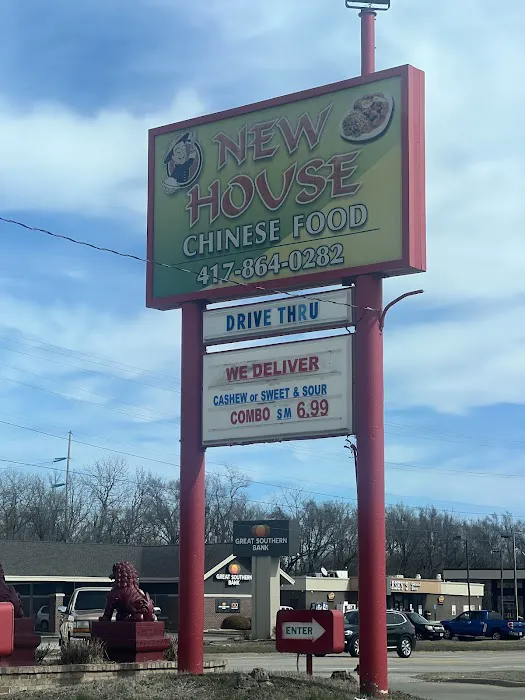 NEW
HOUSE
CHINESE FOOD
417-864-0282
DRIVE THRU
WE DELIVER
CASHEW or SWEET & SOUR
COMBO SM 6.99
GREAT SOUTHERN
BANK
GREAT SOUTHERN
BANK
ENTER